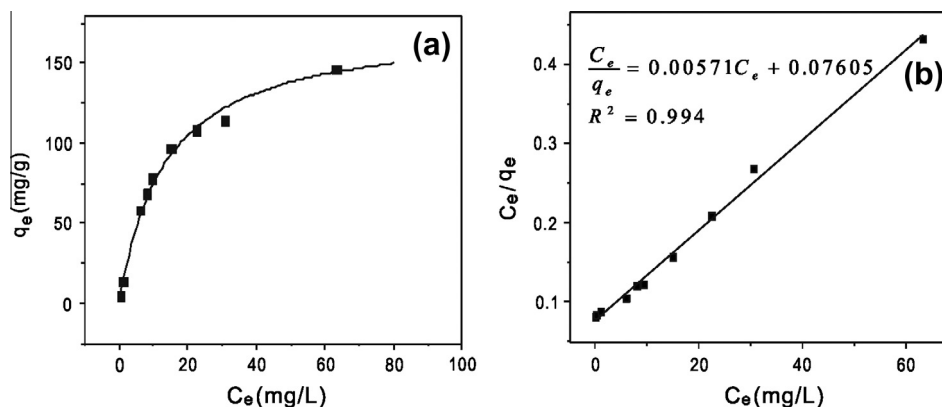 (a)
150
100
50
0
0 20 40 60 80 100
qe(mg/g)
Ce(mg/L)
(b)
Ce/qe = 0.00571Ce + 0.07605
R² = 0.994
0.4
0.3
0.2
0.1
0 20 40 60
Ce/qe
Ce(mg/L)